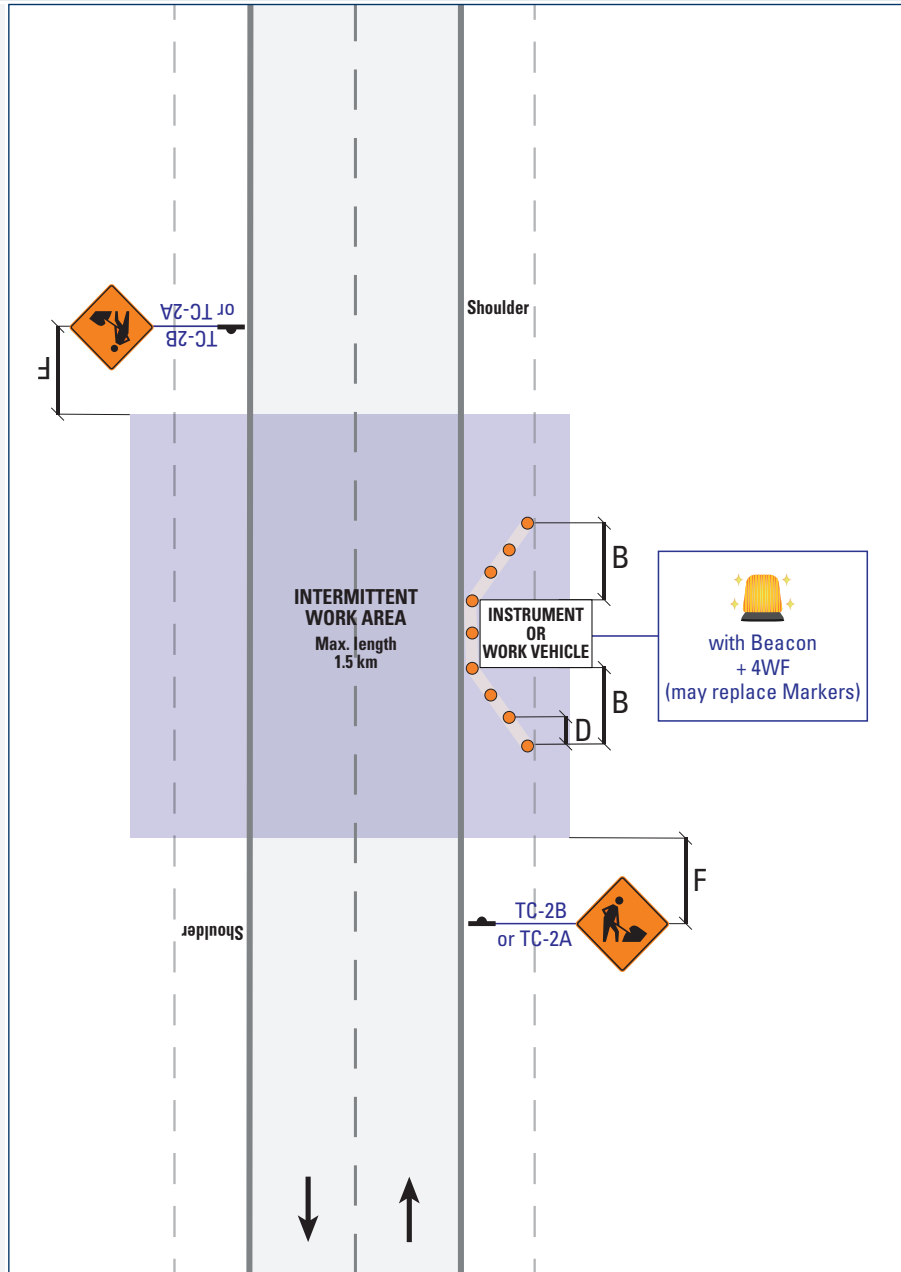 or TC-2A
TC-2B
F
Shoulder
INTERMITTENT
WORK AREA
Max. length
1.5 km
B
INSTRUMENT
OR
WORK VEHICLE
with Beacon
+ 4WF
(may replace Markers)
B
D
F
TC-2B
or TC-2A
Shoulder